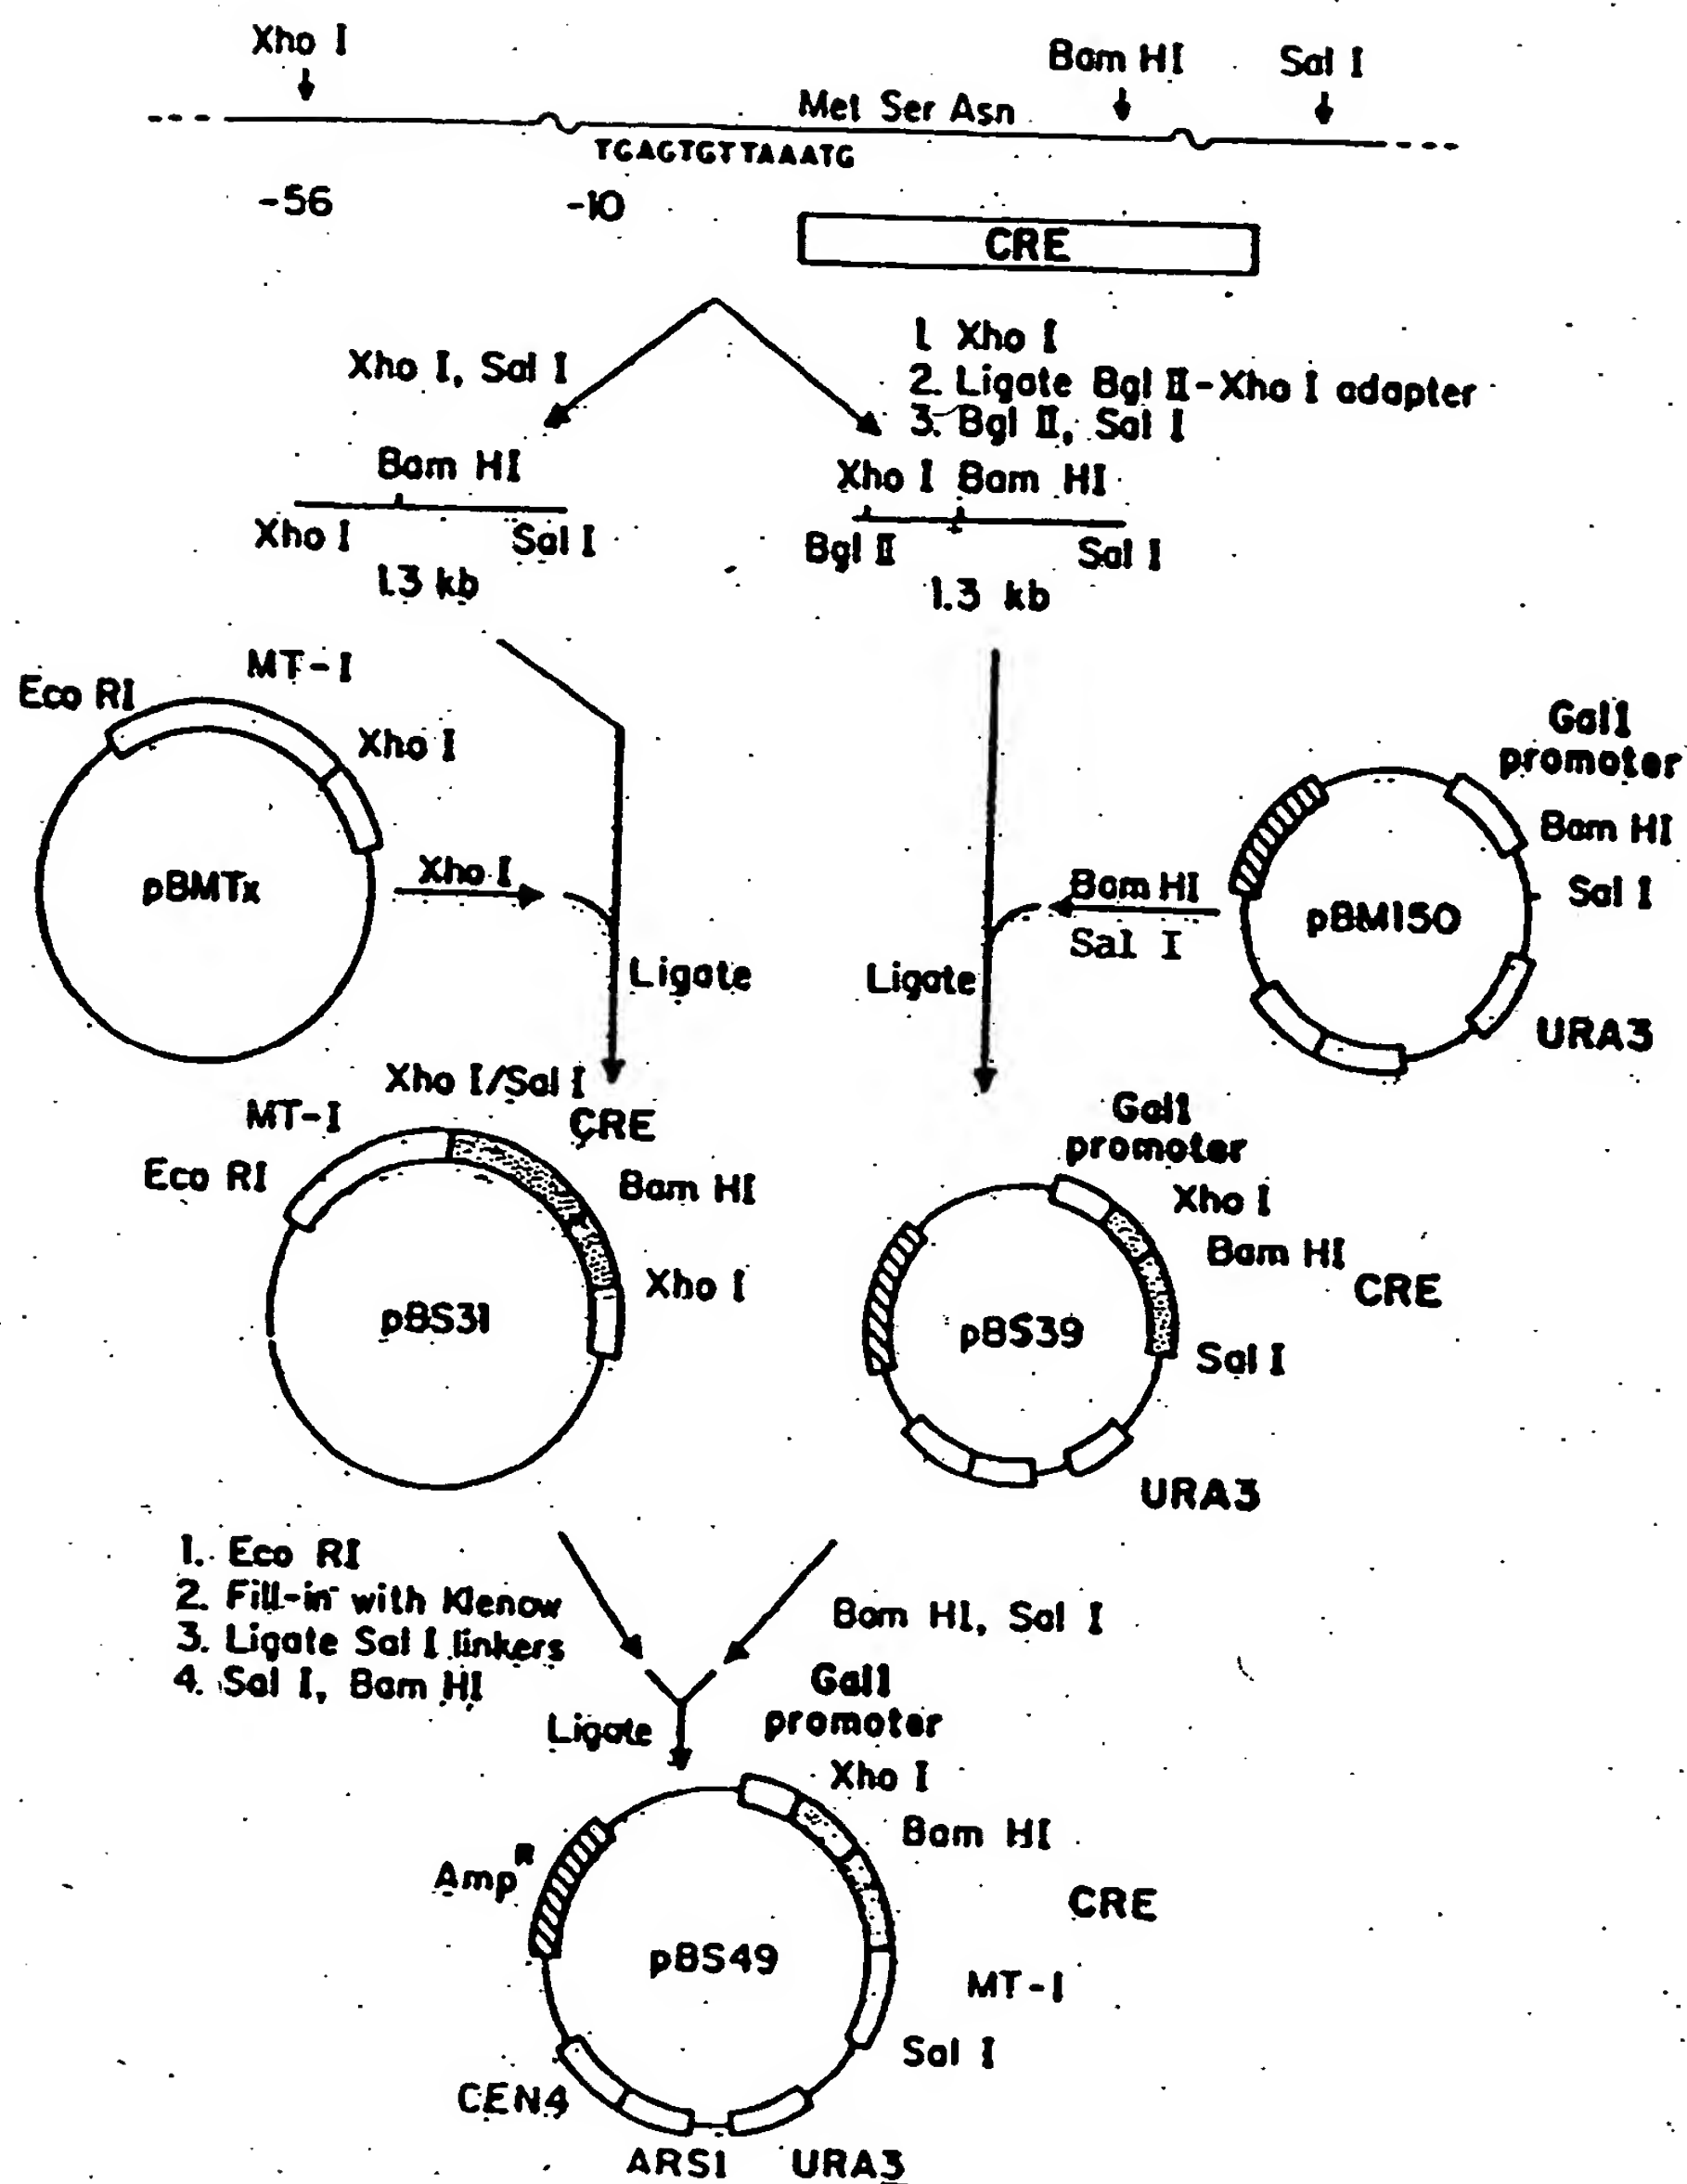 Xho I
Bam HI
Sal I
Met Ser Asn
TGAGTGTTAAATG
-56
-10
CRE
Xho I, Sal I
1. Xho I
2. Ligate Bgl II-Xho I adapter
3. Bgl II, Sal I
Bam HI
Xho I
Sal I
1.3 kb
Xho I Bam HI
Bgl II
Sal I
1.3 kb
MT-I
Eco RI
Xho I
pBMTx
Xho I
Ligate
Gal1
promoter
Bam HI
Sal I
pBM150
URA3
Bam HI
Sal I
Ligate
Xho I/Sal I
MT-I
CRE
Eco RI
Bam HI
Xho I
pBS31
Gal1
promoter
Xho I
Bam HI
CRE
pBS39
Sal I
URA3
1. Eco RI
2. Fill-in with Klenow
3. Ligate Sal I linkers
4. Sal I, Bam HI
Bam HI, Sal I
Ligate
Gal1
promoter
Xho I
Bam HI
Amp R
CRE
pBS49
MT-I
Sal I
CEN4
ARS1
URA3